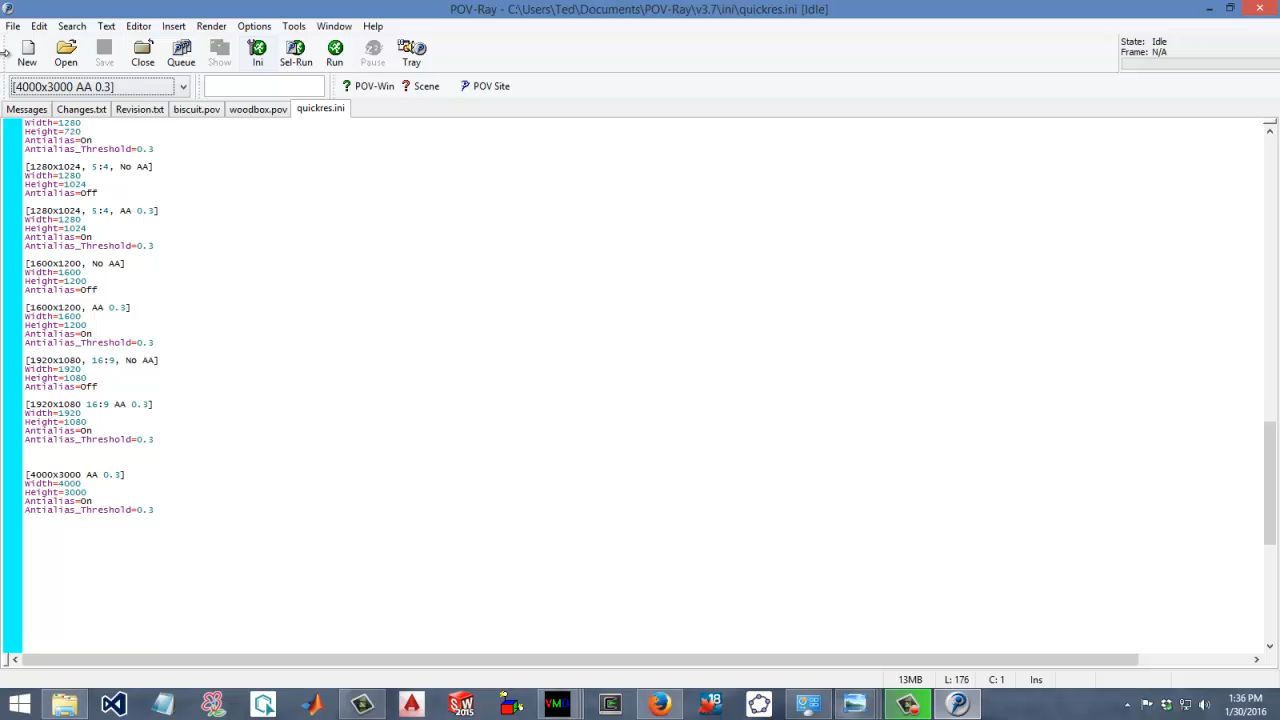 POV-Ray - C:\Users\Ted\Documents\POV-Ray\v3.7\ini\quickres.ini [Idle]
File Edit Search Text Editor Insert Render Options Tools Window Help
New Open Save Close Queue Show Ini Sel-Run Run Pause Tray
State: Idle
Frame: N/A
[4000x3000 AA 0.3] ? POV-Win ? Scene POV Site
Messages Changes.txt Revision.txt biscuit.pov woodbox.pov quickres.ini
Width=1280
Height=720
Antialias=On
Antialias_Threshold=0.3
[1280x1024, 5:4, No AA]
Width=1280
Height=1024
Antialias=Off
[1280x1024, 5:4, AA 0.3]
Width=1280
Height=1024
Antialias=On
Antialias_Threshold=0.3
[1600x1200, No AA]
Width=1600
Height=1200
Antialias=Off
[1600x1200, AA 0.3]
Width=1600
Height=1200
Antialias=On
Antialias_Threshold=0.3
[1920x1080, 16:9, No AA]
Width=1920
Height=1080
Antialias=Off
[1920x1080 16:9 AA 0.3]
Width=1920
Height=1080
Antialias=On
Antialias_Threshold=0.3
[4000x3000 AA 0.3]
Width=4000
Height=3000
Antialias=On
Antialias_Threshold=0.3
13MB L: 176 C: 1 Ins
SW 2015 VMD 18
1:36 PM
1/30/2016